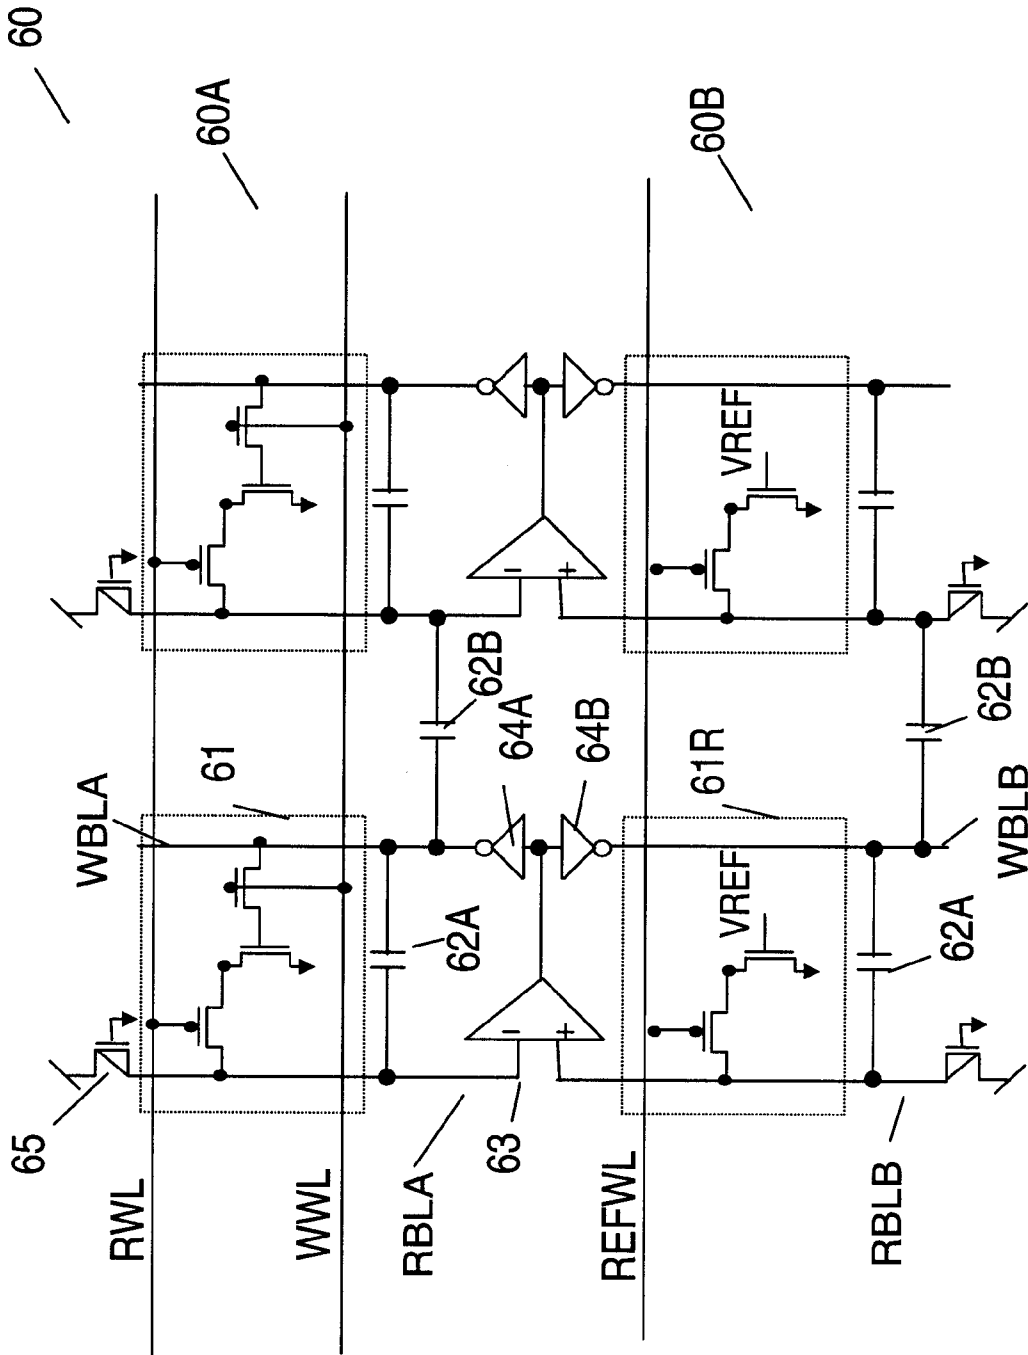 60
60A
60B
WBLA
61
62B
64A
64B
61R
62B
WBLB
65
62A
VREF
VREF
62A
RWL
WWL
RBLA
63
REFWL
RBLB
−
+
−
+